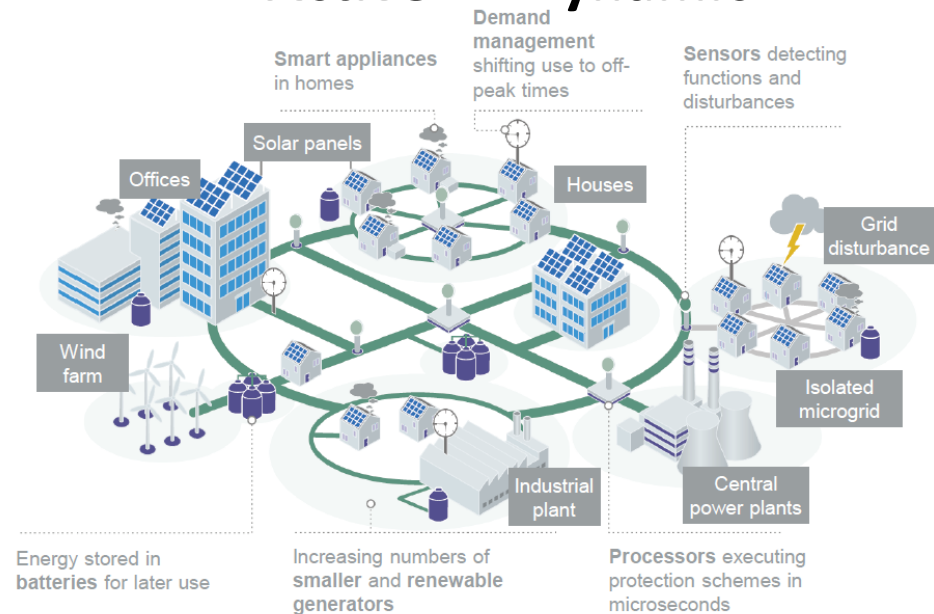 Demand
management
shifting use to off-
peak times
Smart appliances
in homes
Sensors detecting
functions and
disturbances
Solar panels
Offices
Houses
Grid
disturbance
Wind
farm
Isolated
microgrid
Industrial
plant
Central
power plants
Energy stored in
batteries for later use
Increasing numbers of
smaller and renewable
generators
Processors executing
protection schemes in
microseconds